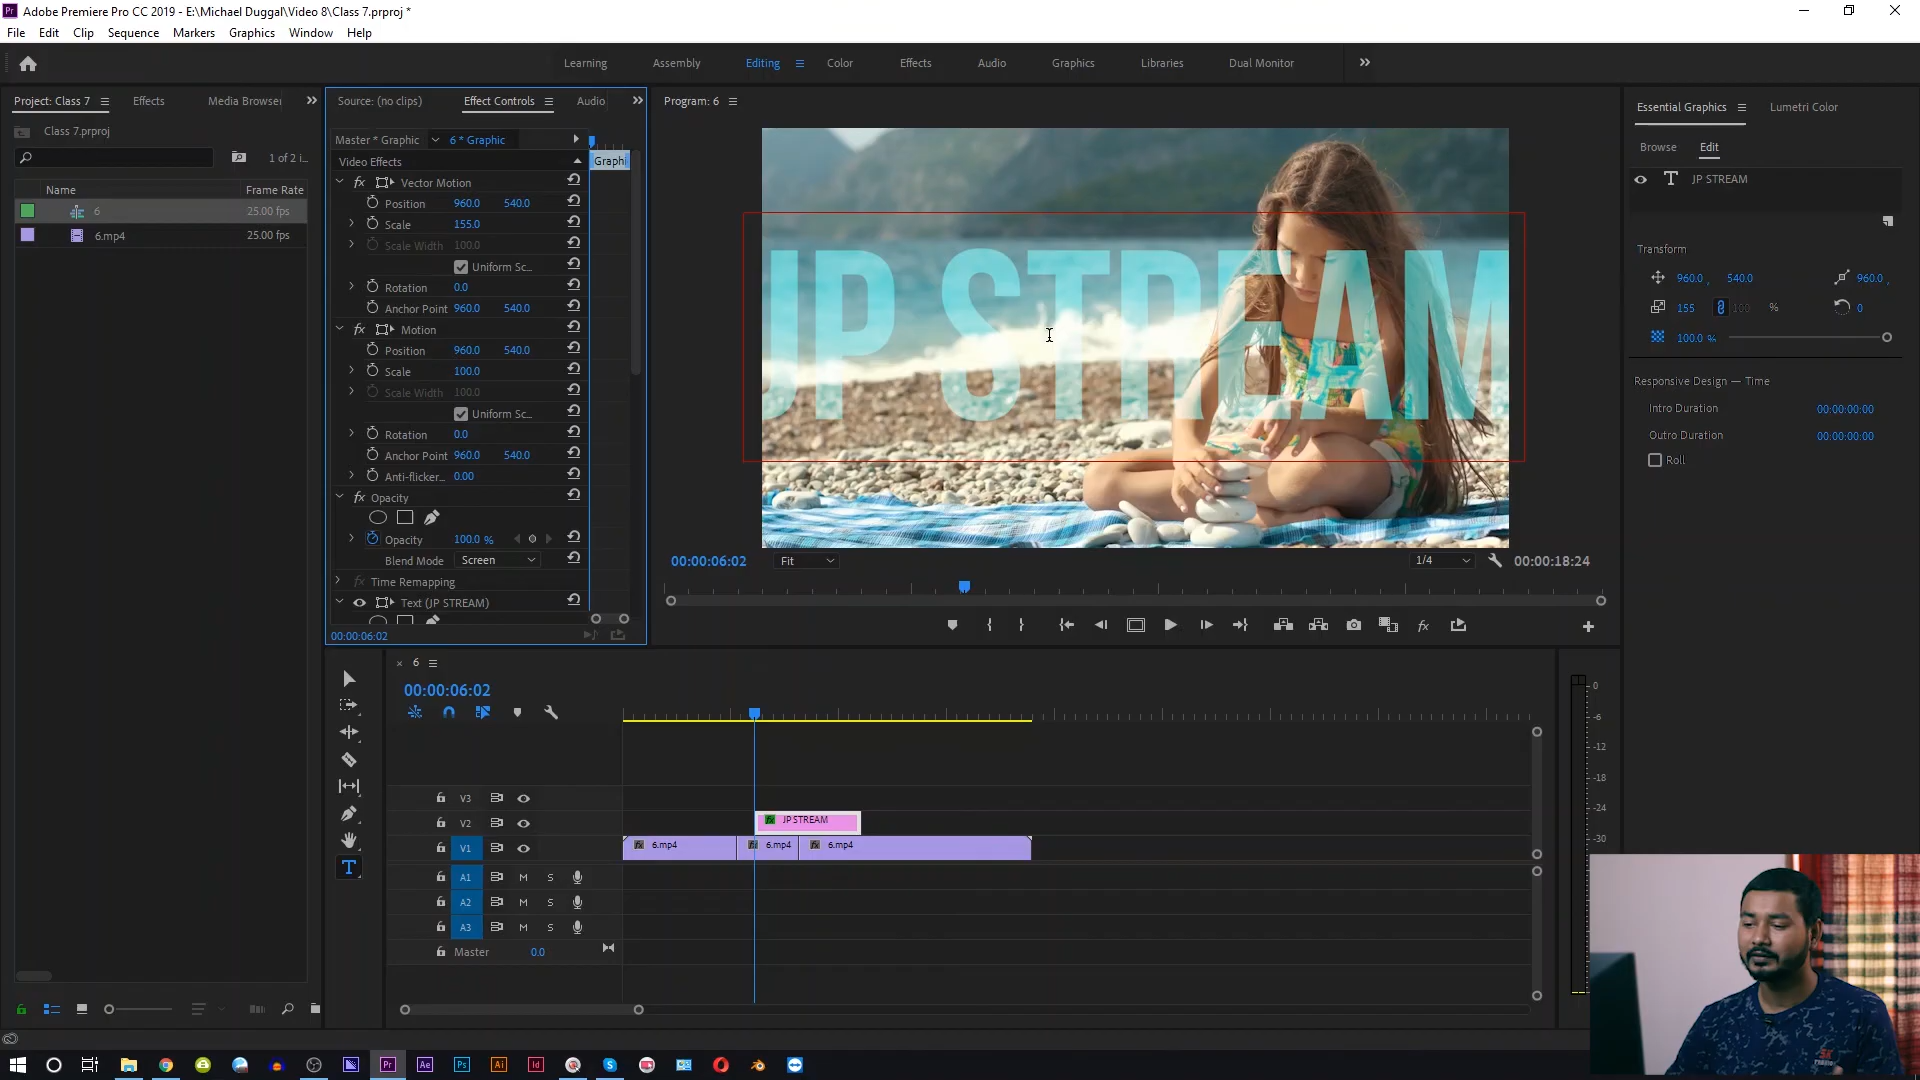 Adobe Premiere Pro CC 2019 - E:\Michael Duggal\Video 8\Class 7.prproj *
File Edit Clip Sequence Markers Graphics Window Help
Learning Assembly Editing Color Effects Audio Graphics Libraries Dual Monitor
Project: Class 7 Effects Media Browser
Class 7.prproj
1 of 2 i...
Name Frame Rate
6 25.00 fps
6.mp4 25.00 fps
Source: (no clips) Effect Controls Audio
Master * Graphic 6 * Graphic
Video Effects Graphi
Vector Motion
Position 960.0 540.0
Scale 155.0
Scale Width 100.0
Uniform Sc...
Rotation 0.0
Anchor Point 960.0 540.0
Motion
Position 960.0 540.0
Scale 100.0
Scale Width 100.0
Uniform Sc...
Rotation 0.0
Anchor Point 960.0 540.0
Anti-flicker... 0.00
Opacity
Opacity 100.0 %
Blend Mode Screen
Time Remapping
Text (JP STREAM)
00:00:06:02
Program: 6
JP STREAM
00:00:06:02 Fit 1/4 00:00:18:24
Essential Graphics Lumetri Color
Browse Edit
JP STREAM
Transform
960.0 , 540.0 960.0 ,
155 100 % 0
100.0 %
Responsive Design — Time
Intro Duration 00:00:00:00
Outro Duration 00:00:00:00
Roll
6
00:00:06:02
V3
V2 JP STREAM
V1 6.mp4 6.mp4 6.mp4
A1 M S
A2 M S
A3 M S
Master 0.0
0
-6
-12
-18
-24
-30
Pr Ae Ps Ai Id